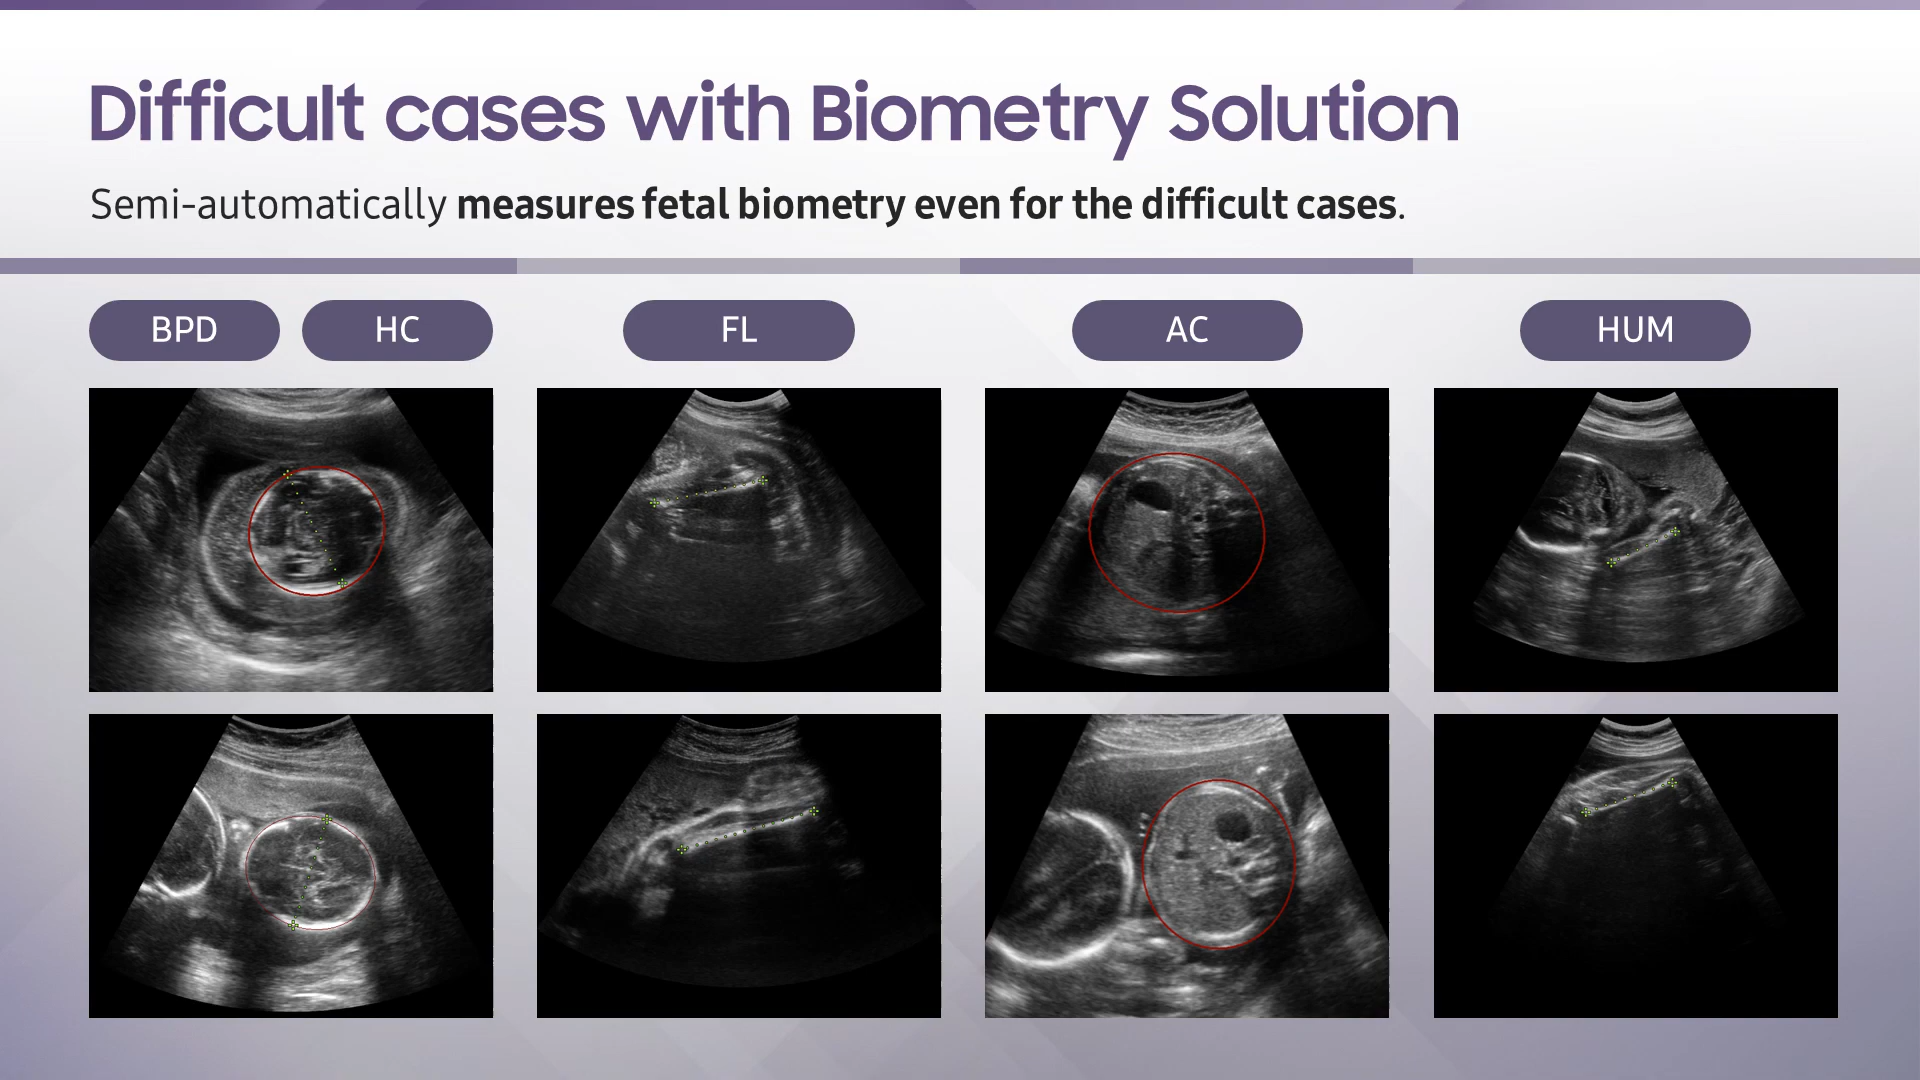 Difficult cases with Biometry Solution
Semi-automatically measures fetal biometry even for the difficult cases.
BPD
HC
FL
AC
HUM